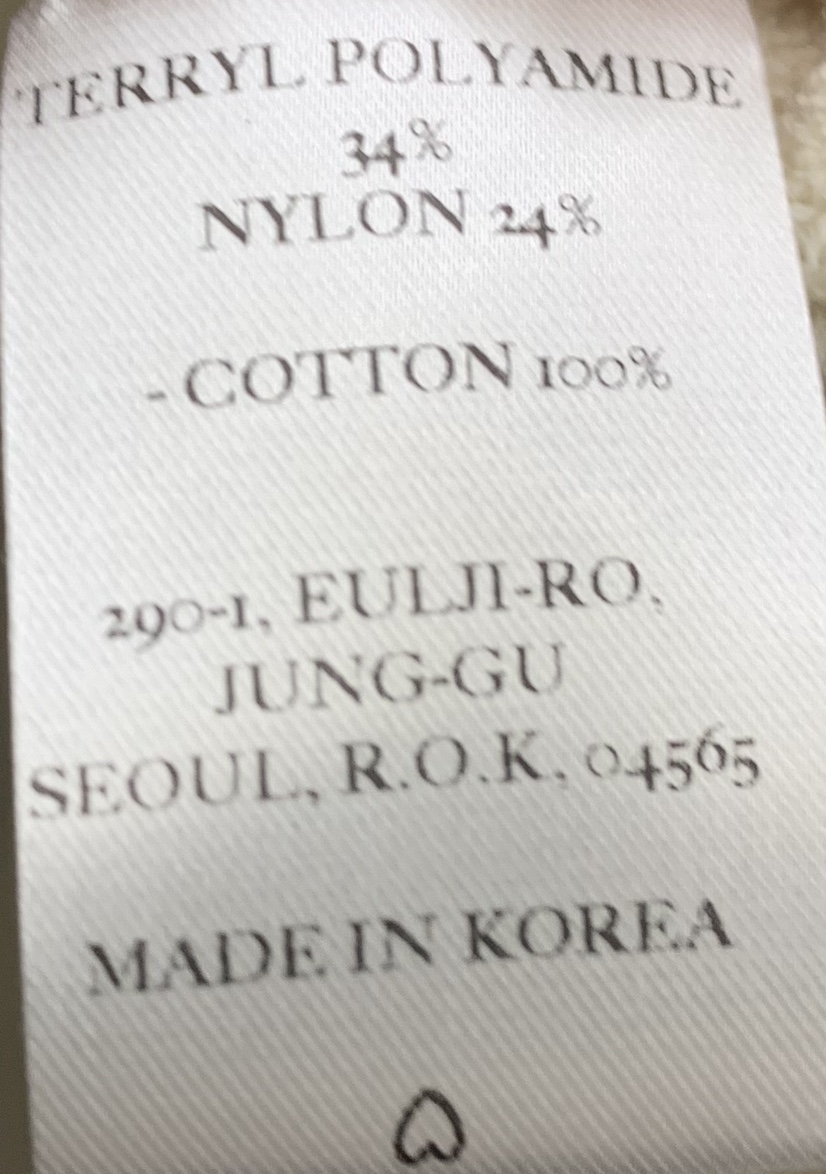 TERRYL POLYAMIDE
34%
NYLON 24%
- COTTON 100%
290-1, EULJI-RO,
JUNG-GU
SEOUL, R.O.K, 04565
MADE IN KOREA